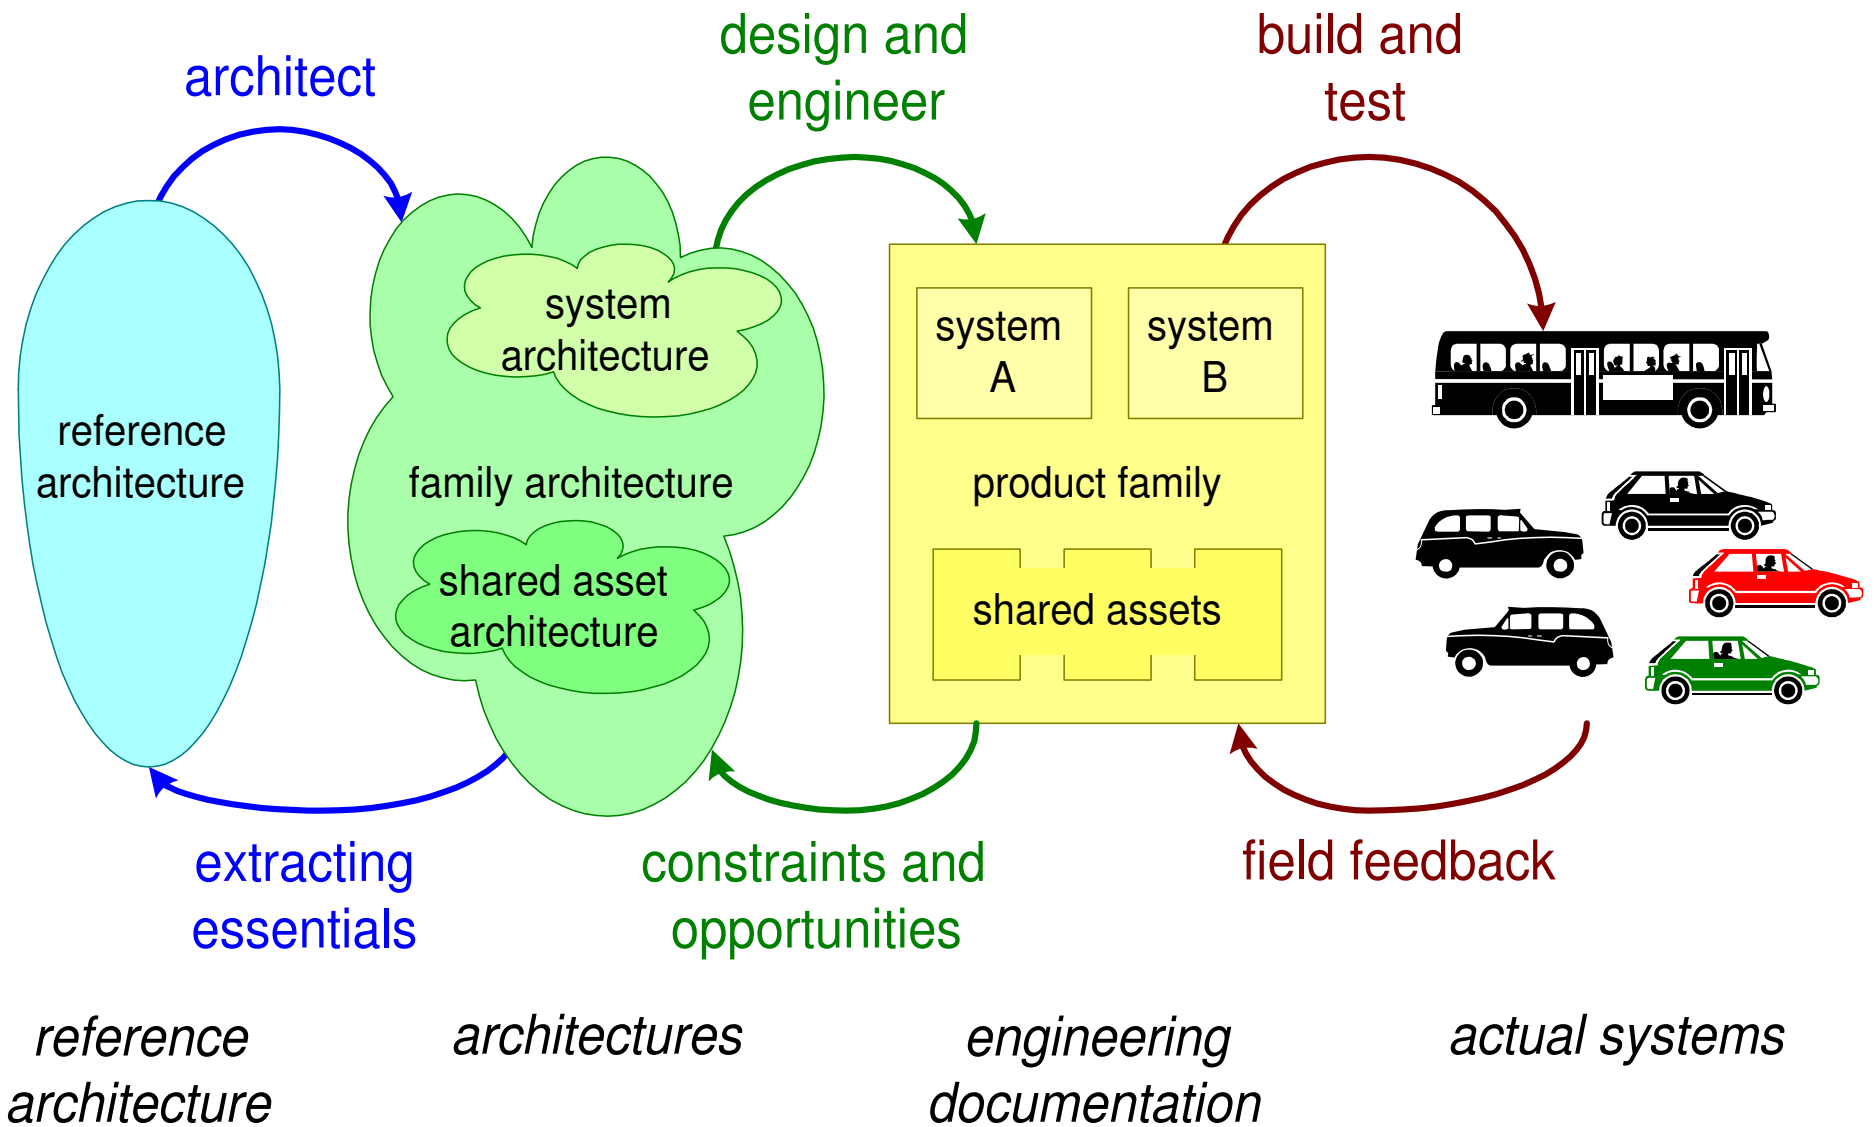 architect
design and
engineer
build and
test
reference
architecture
system
architecture
family architecture
shared asset
architecture
system
A
system
B
product family
shared assets
extracting
essentials
constraints and
opportunities
field feedback
reference
architecture
architectures
engineering
documentation
actual systems